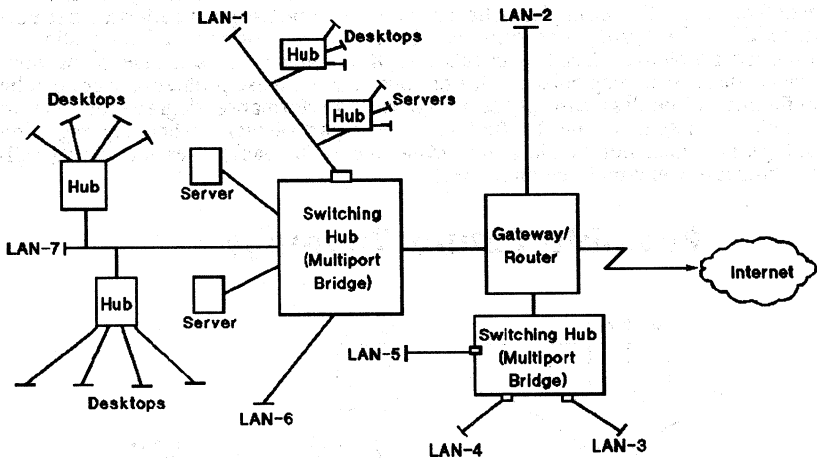 LAN-1
LAN-2
Hub
Desktops
Desktops
Hub
Servers
Hub
Server
Switching
Hub
(Multiport
Bridge)
Gateway/
Router
LAN-7
Internet
Hub
Server
Switching Hub
(Multiport
Bridge)
LAN-5
Desktops
LAN-6
LAN-4
LAN-3